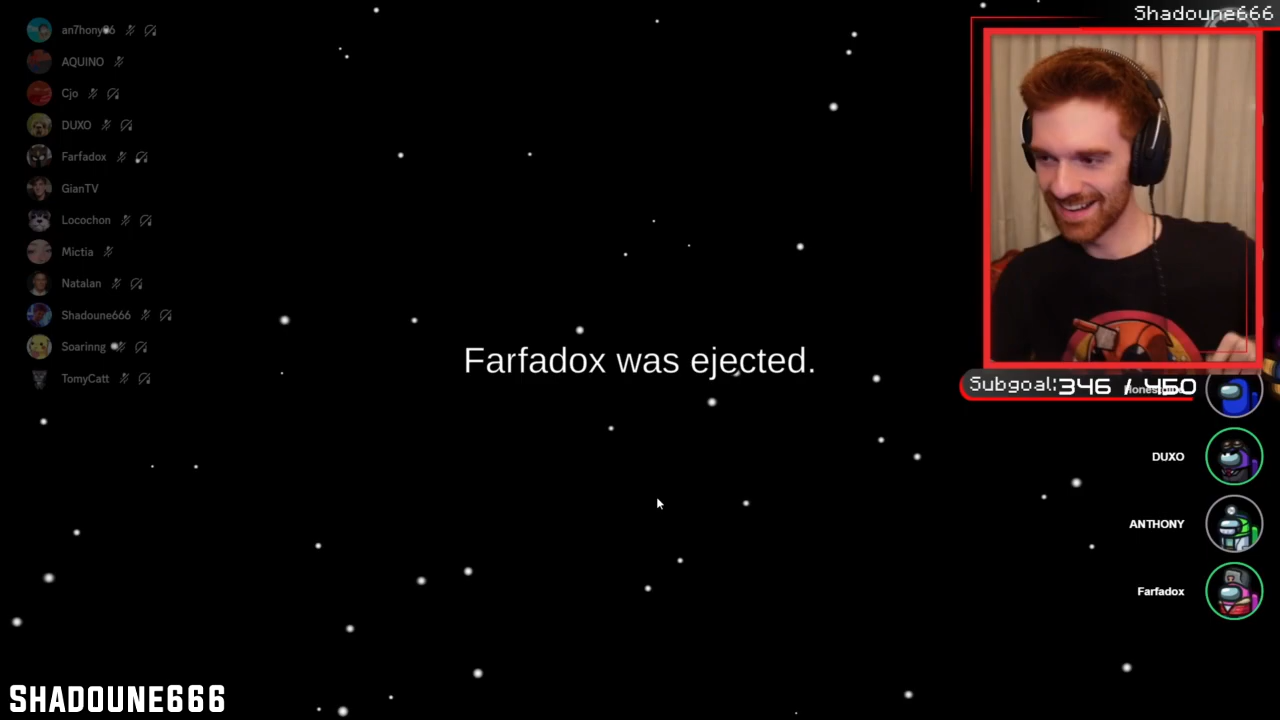 Shadoune666
an7hony96
AQUINO
Cjo
DUXO
Farfadox
GianTV
Locochon
Mictia
Natalan
Shadoune666
Soarinng
TomyCatt
Farfadox was ejected.
Subgoal: 346 / 450
DUXO
ANTHONY
Farfadox
SHADOUNE666